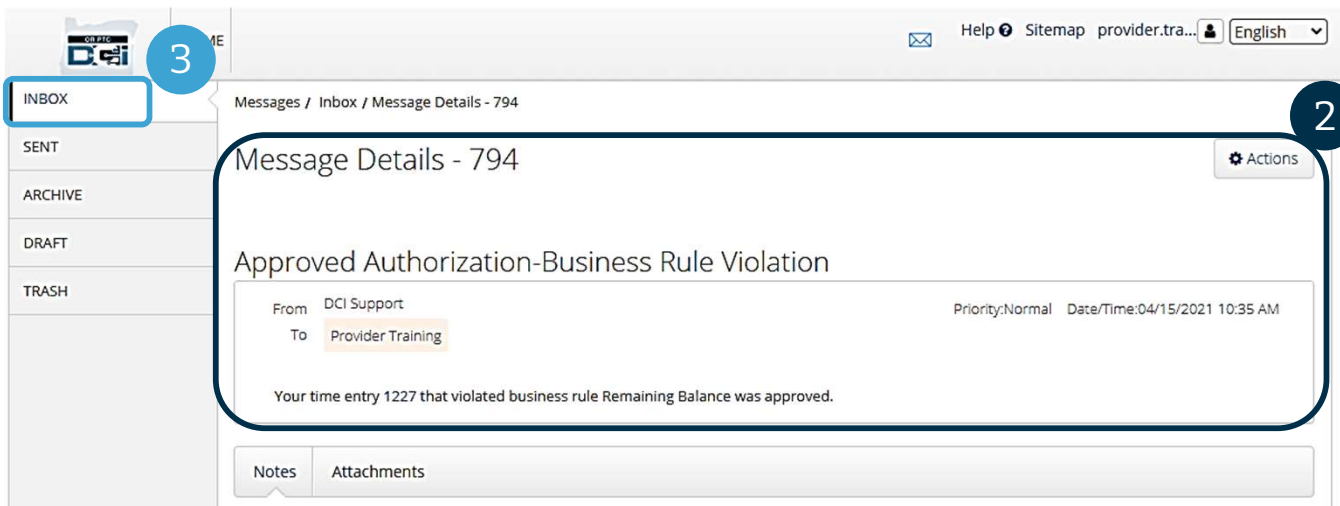 OR PTC
DCI
ME
Help Sitemap provider.tra... English
3
INBOX
Messages / Inbox / Message Details - 794
2
SENT
Message Details - 794
Actions
ARCHIVE
DRAFT
Approved Authorization-Business Rule Violation
TRASH
From DCI Support
Priority:Normal Date/Time:04/15/2021 10:35 AM
To Provider Training
Your time entry 1227 that violated business rule Remaining Balance was approved.
Notes Attachments